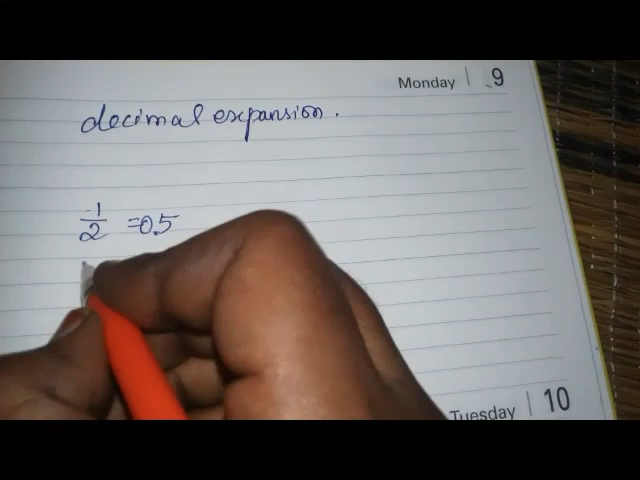 Monday | 9
decimal expansion.
1/2 = 0.5
Tuesday | 10